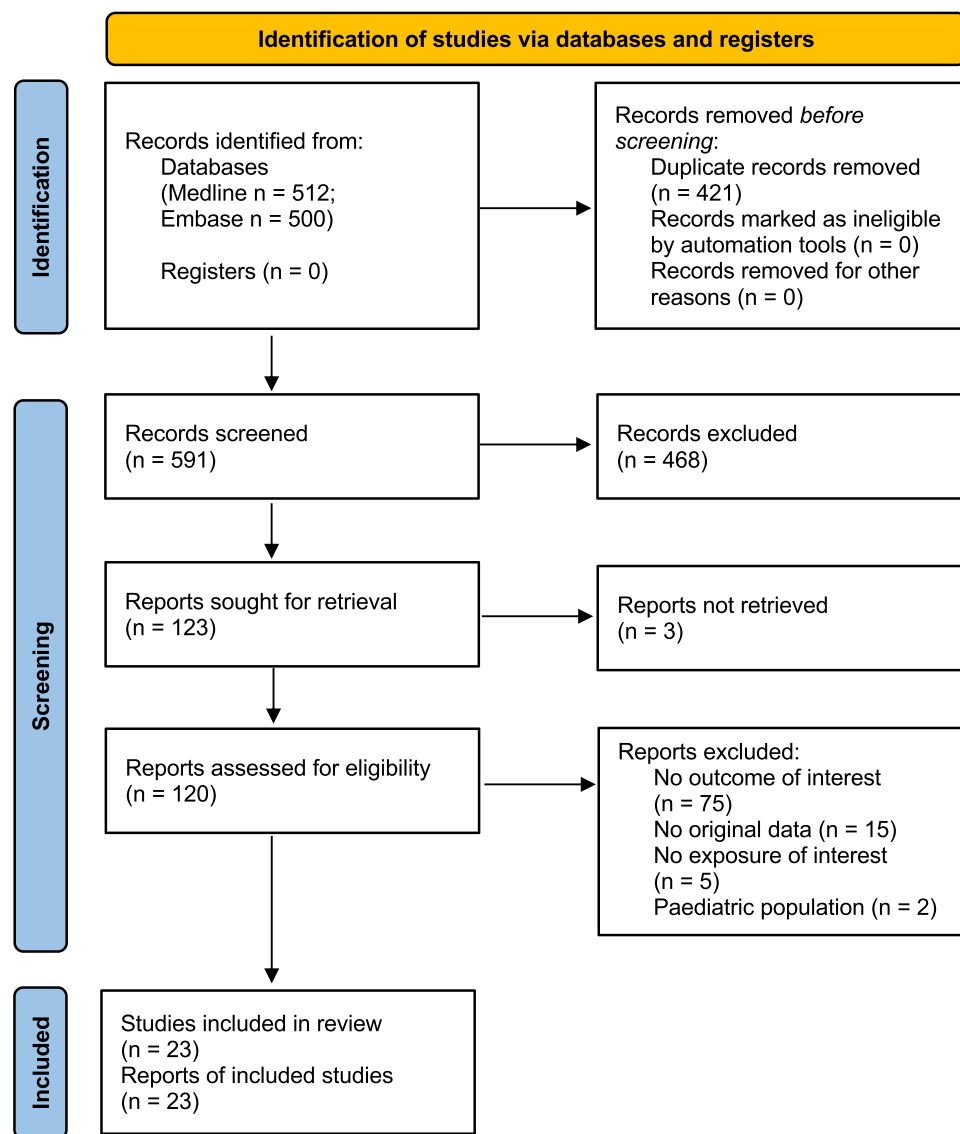 Identification of studies via databases and registers
Identification
Records identified from:
Databases
(Medline n = 512;
Embase n = 500)
Registers (n = 0)
Records removed before
screening:
Duplicate records removed
(n = 421)
Records marked as ineligible
by automation tools (n = 0)
Records removed for other
reasons (n = 0)
Screening
Records screened
(n = 591)
Records excluded
(n = 468)
Reports sought for retrieval
(n = 123)
Reports not retrieved
(n = 3)
Reports assessed for eligibility
(n = 120)
Reports excluded:
No outcome of interest
(n = 75)
No original data (n = 15)
No exposure of interest
(n = 5)
Paediatric population (n = 2)
Included
Studies included in review
(n = 23)
Reports of included studies
(n = 23)